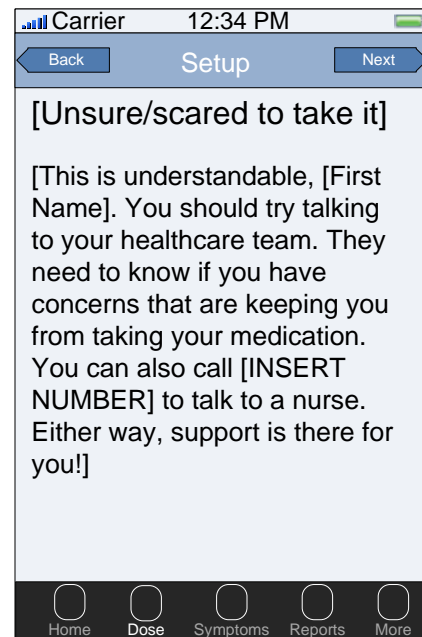 Carrier 12:34 PM
Back Setup Next
[Unsure/scared to take it]
[This is understandable, [First
Name]. You should try talking
to your healthcare team. They
need to know if you have
concerns that are keeping you
from taking your medication.
You can also call [INSERT
NUMBER] to talk to a nurse.
Either way, support is there for
you!]
Home Dose Symptoms Reports More